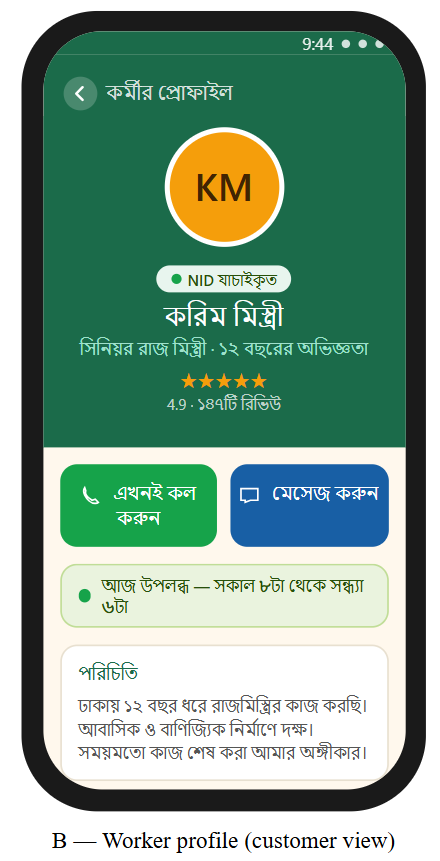 9:44
কর্মীর প্রোফাইল
KM
NID যাচাইকৃত
করিম মিস্ত্রী
সিনিয়র রাজ মিস্ত্রী · ১২ বছরের অভিজ্ঞতা
★★★★★
4.9 · ১৪৭টি রিভিউ
এখনই কল
করুন
মেসেজ করুন
আজ উপলব্ধ — সকাল ৮টা থেকে সন্ধ্যা
৬টা
পরিচিতি
ঢাকায় ১২ বছর ধরে রাজমিস্ত্রির কাজ করছি।
আবাসিক ও বাণিজ্যিক নির্মাণে দক্ষ।
সময়মতো কাজ শেষ করা আমার অঙ্গীকার।
B — Worker profile (customer view)